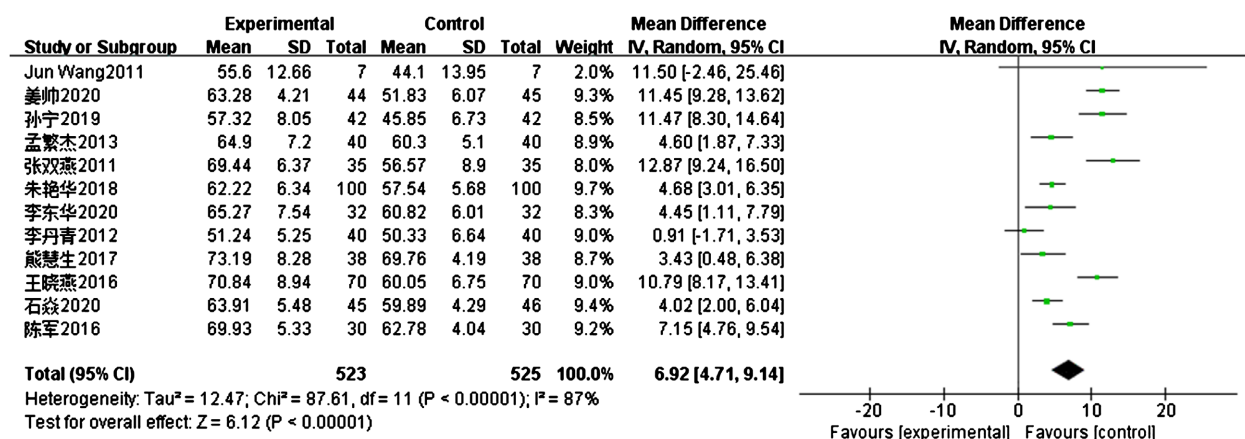 Experimental Control Mean Difference Mean Difference
Study or Subgroup Mean SD Total Mean SD Total Weight IV, Random, 95% CI IV, Random, 95% CI
Jun Wang2011 55.6 12.66 7 44.1 13.95 7 2.0% 11.50 [-2.46, 25.46]
姜帅2020 63.28 4.21 44 51.83 6.07 45 9.3% 11.45 [9.28, 13.62]
孙宁2019 57.32 8.05 42 45.85 6.73 42 8.5% 11.47 [8.30, 14.64]
孟繁杰2013 64.9 7.2 40 60.3 5.1 40 8.9% 4.60 [1.87, 7.33]
张双燕2011 69.44 6.37 35 56.57 8.9 35 8.0% 12.87 [9.24, 16.50]
朱艳华2018 62.22 6.34 100 57.54 5.68 100 9.7% 4.68 [3.01, 6.35]
李东华2020 65.27 7.54 32 60.82 6.01 32 8.3% 4.45 [1.11, 7.79]
李丹青2012 51.24 5.25 40 50.33 6.64 40 9.0% 0.91 [-1.71, 3.53]
熊慧生2017 73.19 8.28 38 69.76 4.19 38 8.7% 3.43 [0.48, 6.38]
王晓燕2016 70.84 8.94 70 60.05 6.75 70 9.0% 10.79 [8.17, 13.41]
石焱2020 63.91 5.48 45 59.89 4.29 46 9.4% 4.02 [2.00, 6.04]
陈军2016 69.93 5.33 30 62.78 4.04 30 9.2% 7.15 [4.76, 9.54]
Total (95% CI) 523 525 100.0% 6.92 [4.71, 9.14]
Heterogeneity: Tau² = 12.47; Chi² = 87.61, df = 11 (P < 0.00001); I² = 87%
Test for overall effect: Z = 6.12 (P < 0.00001)
-20 -10 0 10 20
Favours [experimental] Favours [control]